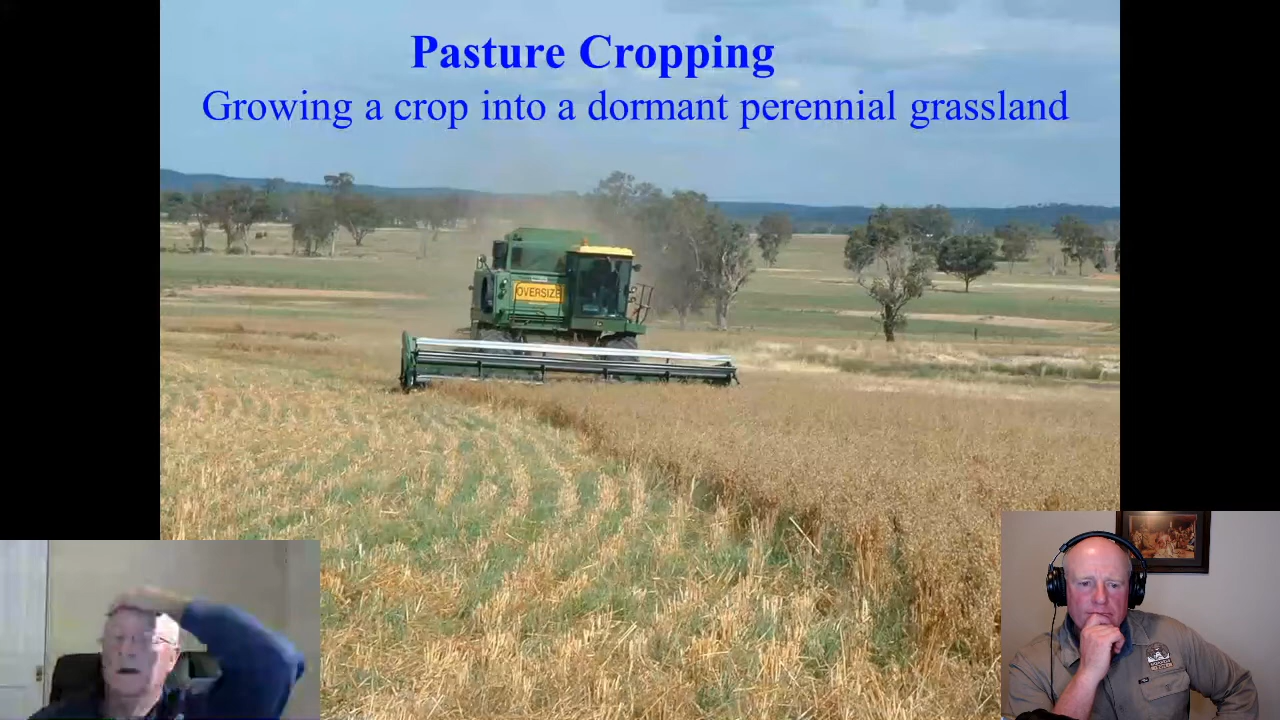 Pasture Cropping
Growing a crop into a dormant perennial grassland
OVERSIZE